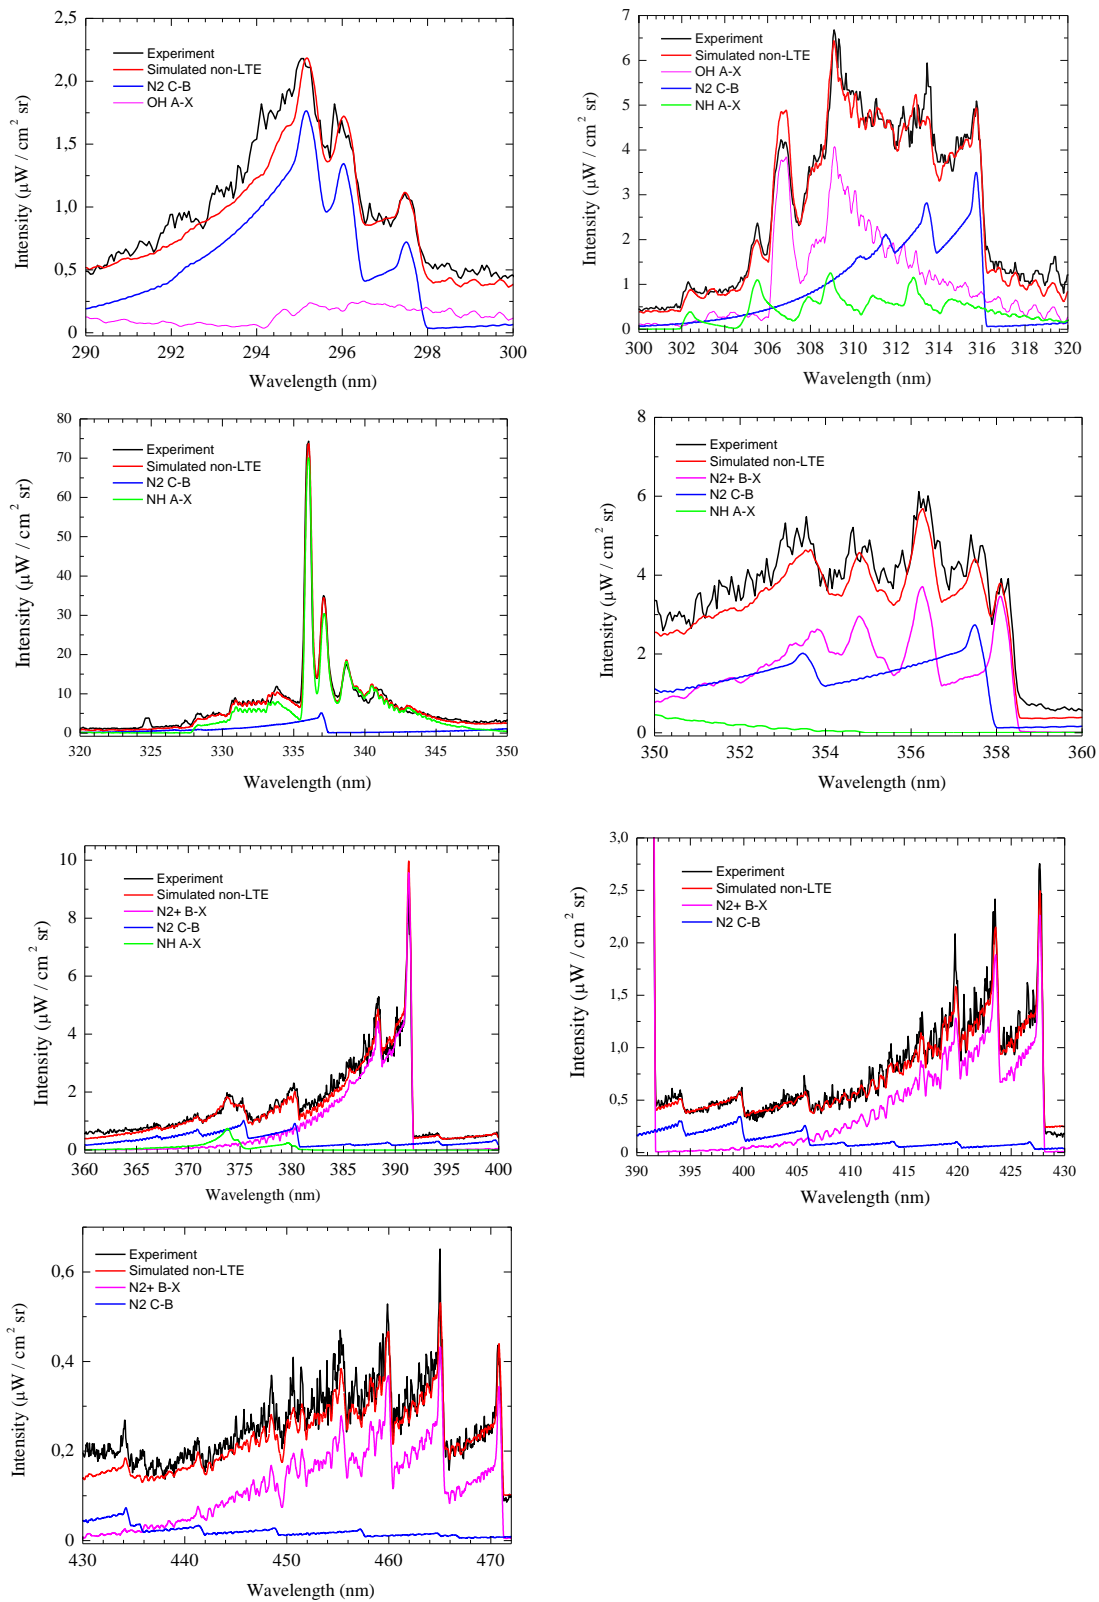 2,5
2,0
1,5
1,0
0,5
0
290 292 294 296 298 300
Intensity (µW / cm2 sr)
Wavelength (nm)
Experiment
Simulated non-LTE
N2 C-B
OH A-X
7
6
5
4
3
2
1
0
300 302 304 306 308 310 312 314 316 318 320
Intensity (µW / cm2 sr)
Wavelength (nm)
Experiment
Simulated non-LTE
OH A-X
N2 C-B
NH A-X
80
70
60
50
40
30
20
10
0
320 325 330 335 340 345 350
Intensity (µW / cm2 sr)
Wavelength (nm)
Experiment
Simulated non-LTE
N2 C-B
NH A-X
8
6
4
2
0
350 352 354 356 358 360
Intensity (µW / cm2 sr)
Wavelength (nm)
Experiment
Simulated non-LTE
N2+ B-X
N2 C-B
NH A-X
10
8
6
4
2
0
360 365 370 375 380 385 390 395 400
Intensity (µW / cm2 sr)
Wavelength (nm)
Experiment
Simulated non-LTE
N2+ B-X
N2 C-B
NH A-X
3,0
2,5
2,0
1,5
1,0
0,5
0
390 395 400 405 410 415 420 425 430
Intensity (µW / cm2 sr)
Wavelength (nm)
Experiment
Simulated non-LTE
N2+ B-X
N2 C-B
0,6
0,4
0,2
0
430 440 450 460 470
Intensity (µW / cm2 sr)
Wavelength (nm)
Experiment
Simulated non-LTE
N2+ B-X
N2 C-B